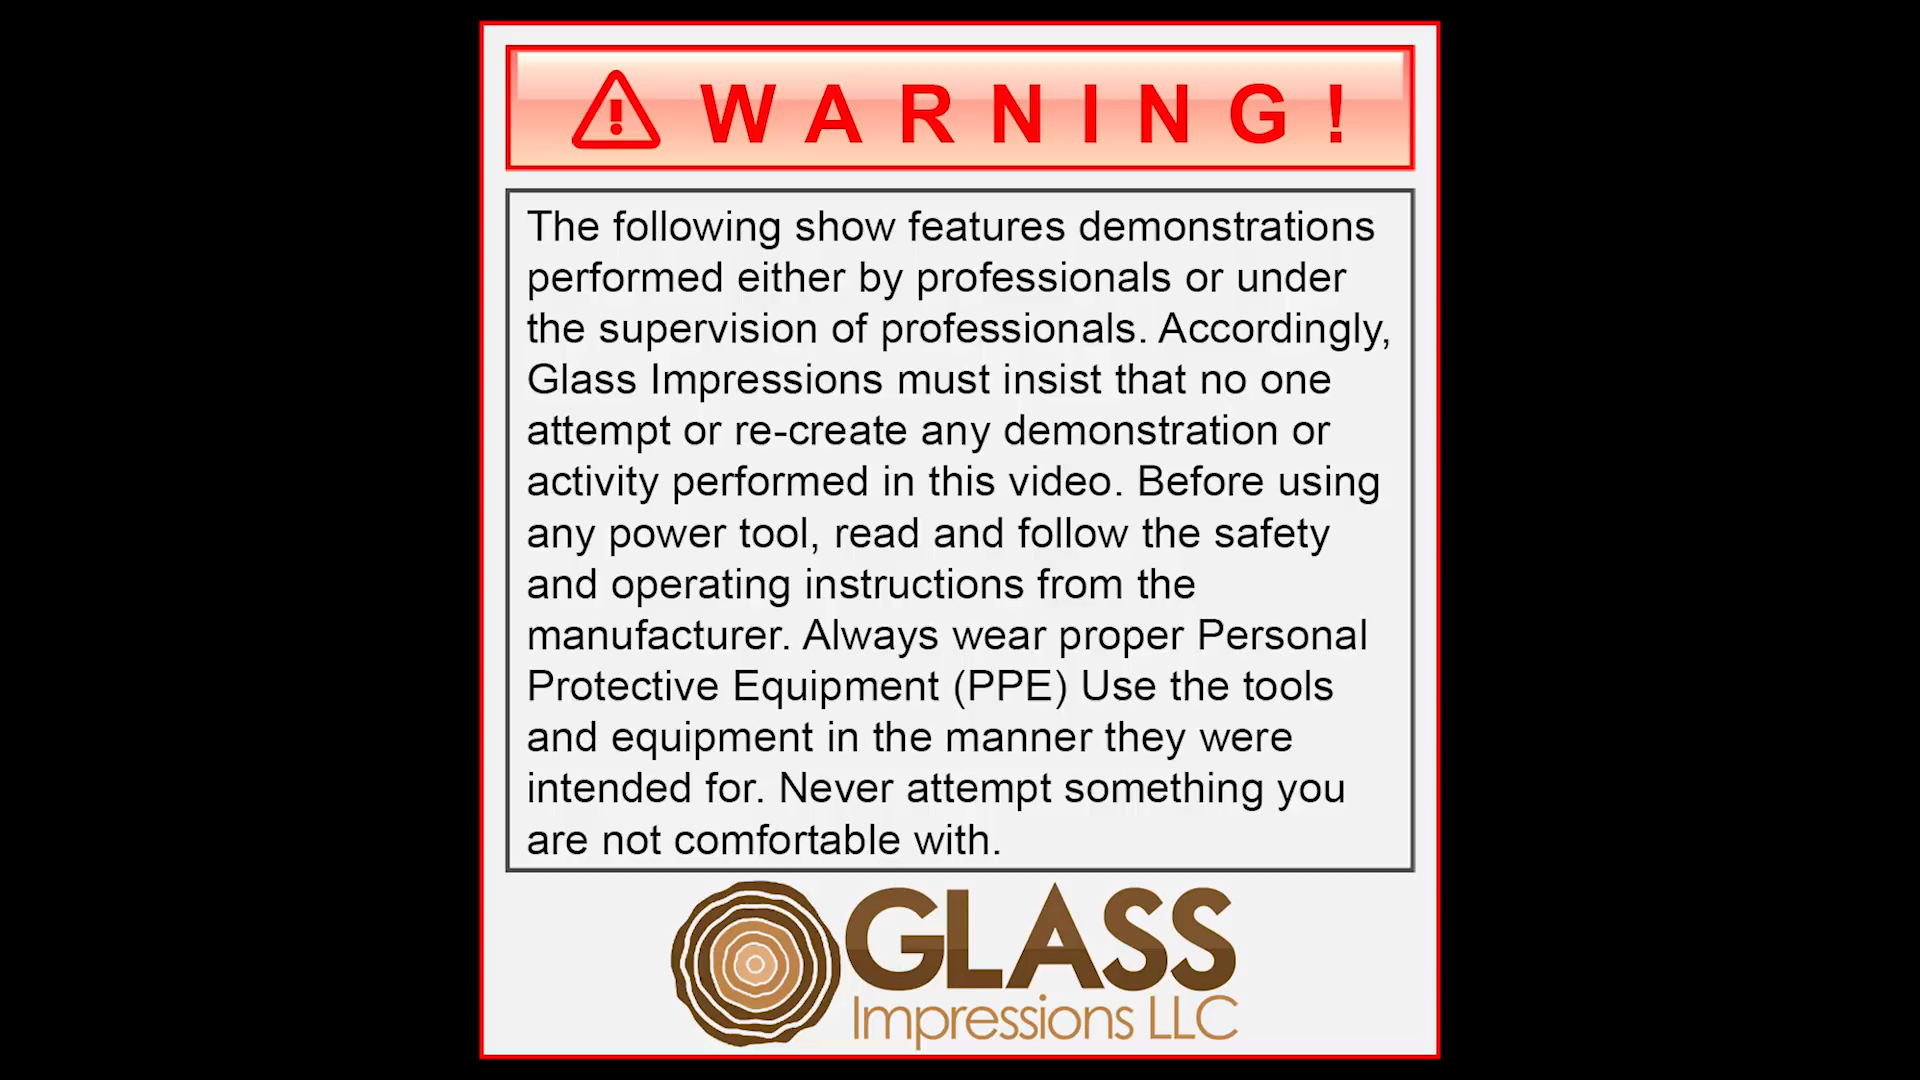 WARNING!
The following show features demonstrations
performed either by professionals or under
the supervision of professionals. Accordingly,
Glass Impressions must insist that no one
attempt or re-create any demonstration or
activity performed in this video. Before using
any power tool, read and follow the safety
and operating instructions from the
manufacturer. Always wear proper Personal
Protective Equipment (PPE) Use the tools
and equipment in the manner they were
intended for. Never attempt something you
are not comfortable with.
GLASS
Impressions LLC